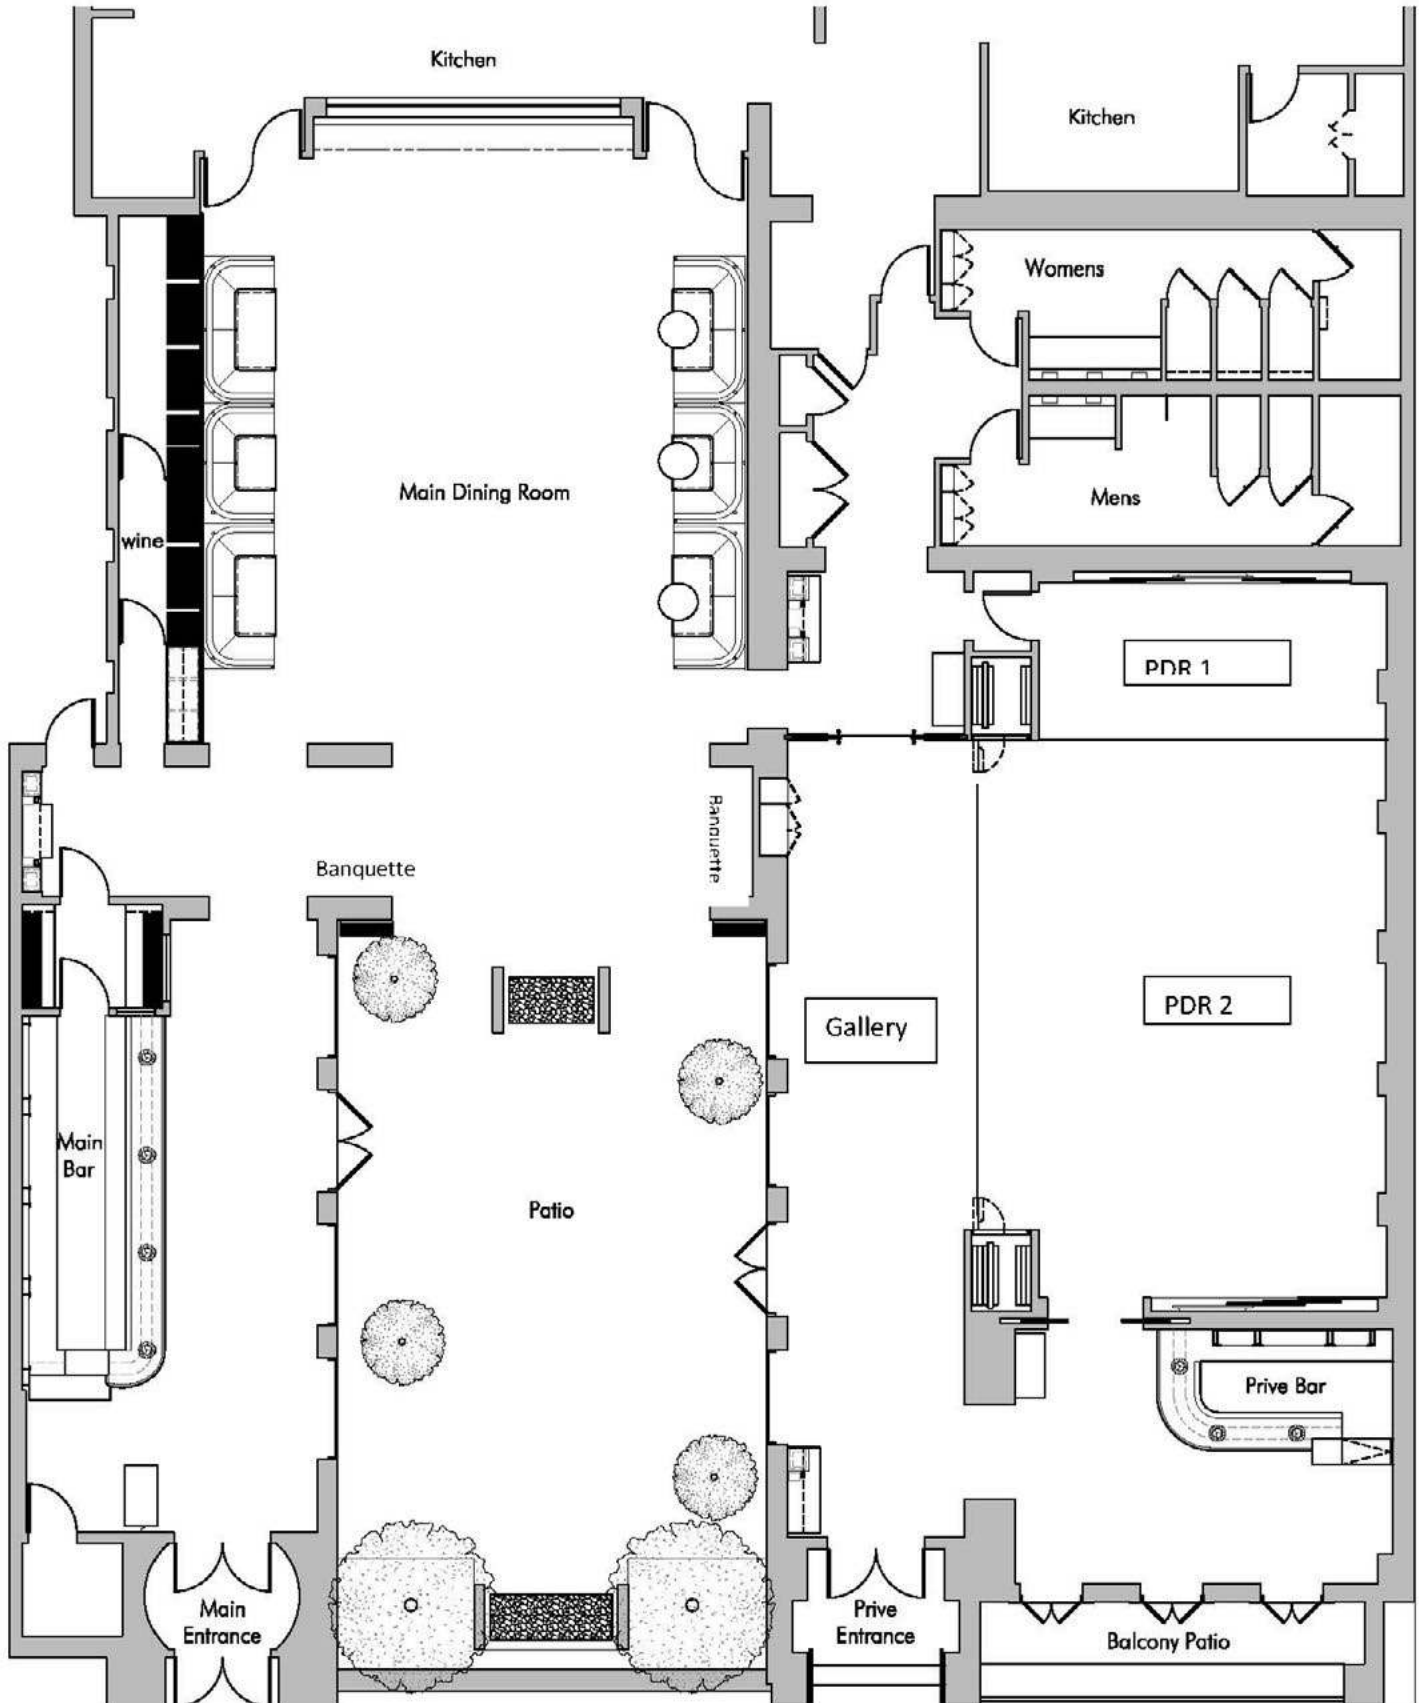 Kitchen
Kitchen
Womens
Main Dining Room
Mens
wine
PDR 1
Banquette
Banquette
PDR 2
Gallery
Main
Bar
Patio
Prive Bar
Main
Entrance
Prive
Entrance
Balcony Patio